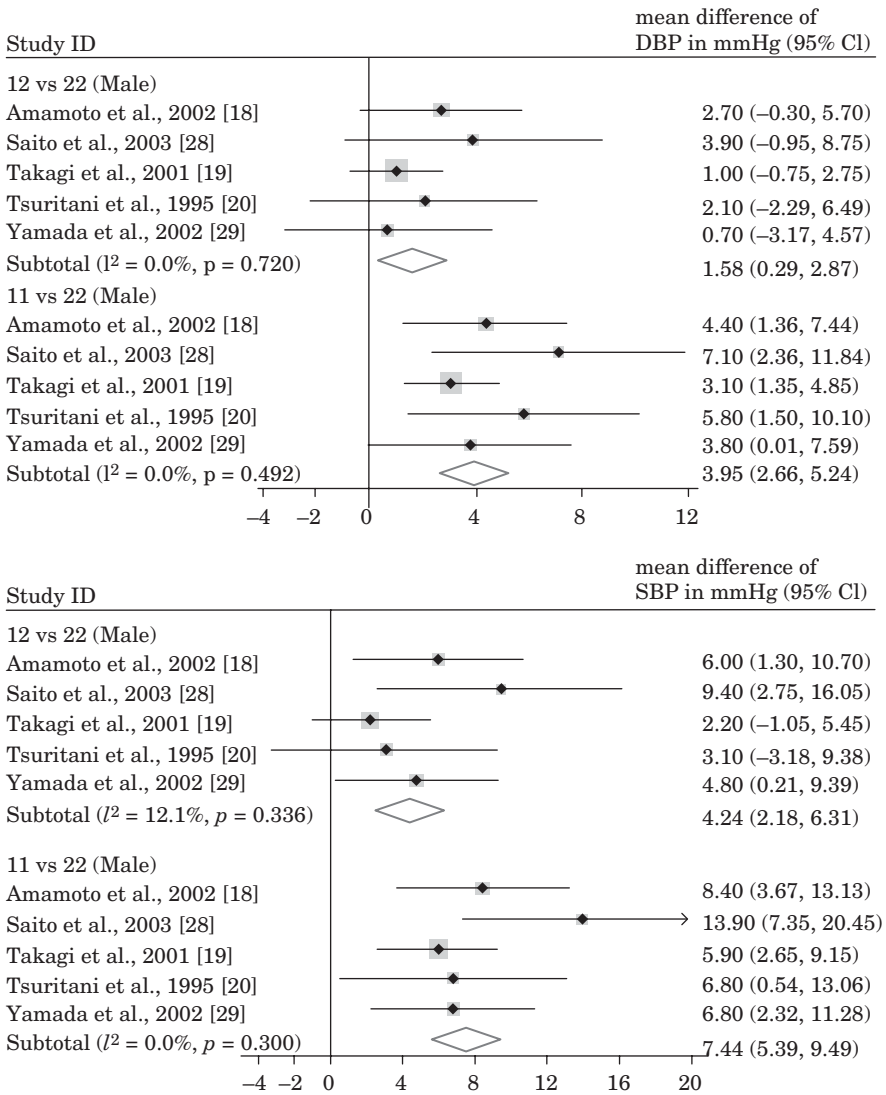 Study ID mean difference of DBP in mmHg (95% Cl)
12 vs 22 (Male)
Amamoto et al., 2002 [18] 2.70 (–0.30, 5.70)
Saito et al., 2003 [28] 3.90 (–0.95, 8.75)
Takagi et al., 2001 [19] 1.00 (–0.75, 2.75)
Tsuritani et al., 1995 [20] 2.10 (–2.29, 6.49)
Yamada et al., 2002 [29] 0.70 (–3.17, 4.57)
Subtotal (l² = 0.0%, p = 0.720) 1.58 (0.29, 2.87)
11 vs 22 (Male)
Amamoto et al., 2002 [18] 4.40 (1.36, 7.44)
Saito et al., 2003 [28] 7.10 (2.36, 11.84)
Takagi et al., 2001 [19] 3.10 (1.35, 4.85)
Tsuritani et al., 1995 [20] 5.80 (1.50, 10.10)
Yamada et al., 2002 [29] 3.80 (0.01, 7.59)
Subtotal (l² = 0.0%, p = 0.492) 3.95 (2.66, 5.24)
–4 –2 0 4 8 12
Study ID mean difference of SBP in mmHg (95% Cl)
12 vs 22 (Male)
Amamoto et al., 2002 [18] 6.00 (1.30, 10.70)
Saito et al., 2003 [28] 9.40 (2.75, 16.05)
Takagi et al., 2001 [19] 2.20 (–1.05, 5.45)
Tsuritani et al., 1995 [20] 3.10 (–3.18, 9.38)
Yamada et al., 2002 [29] 4.80 (0.21, 9.39)
Subtotal (l² = 12.1%, p = 0.336) 4.24 (2.18, 6.31)
11 vs 22 (Male)
Amamoto et al., 2002 [18] 8.40 (3.67, 13.13)
Saito et al., 2003 [28] 13.90 (7.35, 20.45)
Takagi et al., 2001 [19] 5.90 (2.65, 9.15)
Tsuritani et al., 1995 [20] 6.80 (0.54, 13.06)
Yamada et al., 2002 [29] 6.80 (2.32, 11.28)
Subtotal (l² = 0.0%, p = 0.300) 7.44 (5.39, 9.49)
–4 –2 0 4 8 12 16 20